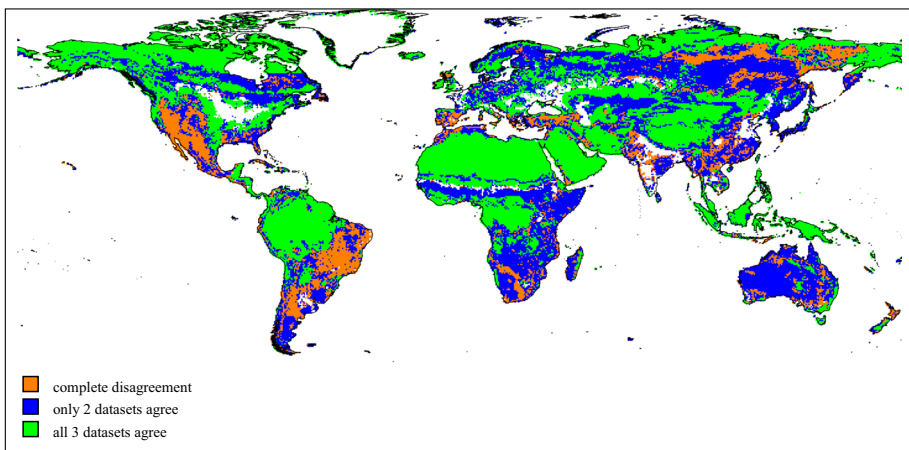 complete disagreement
only 2 datasets agree
all 3 datasets agree